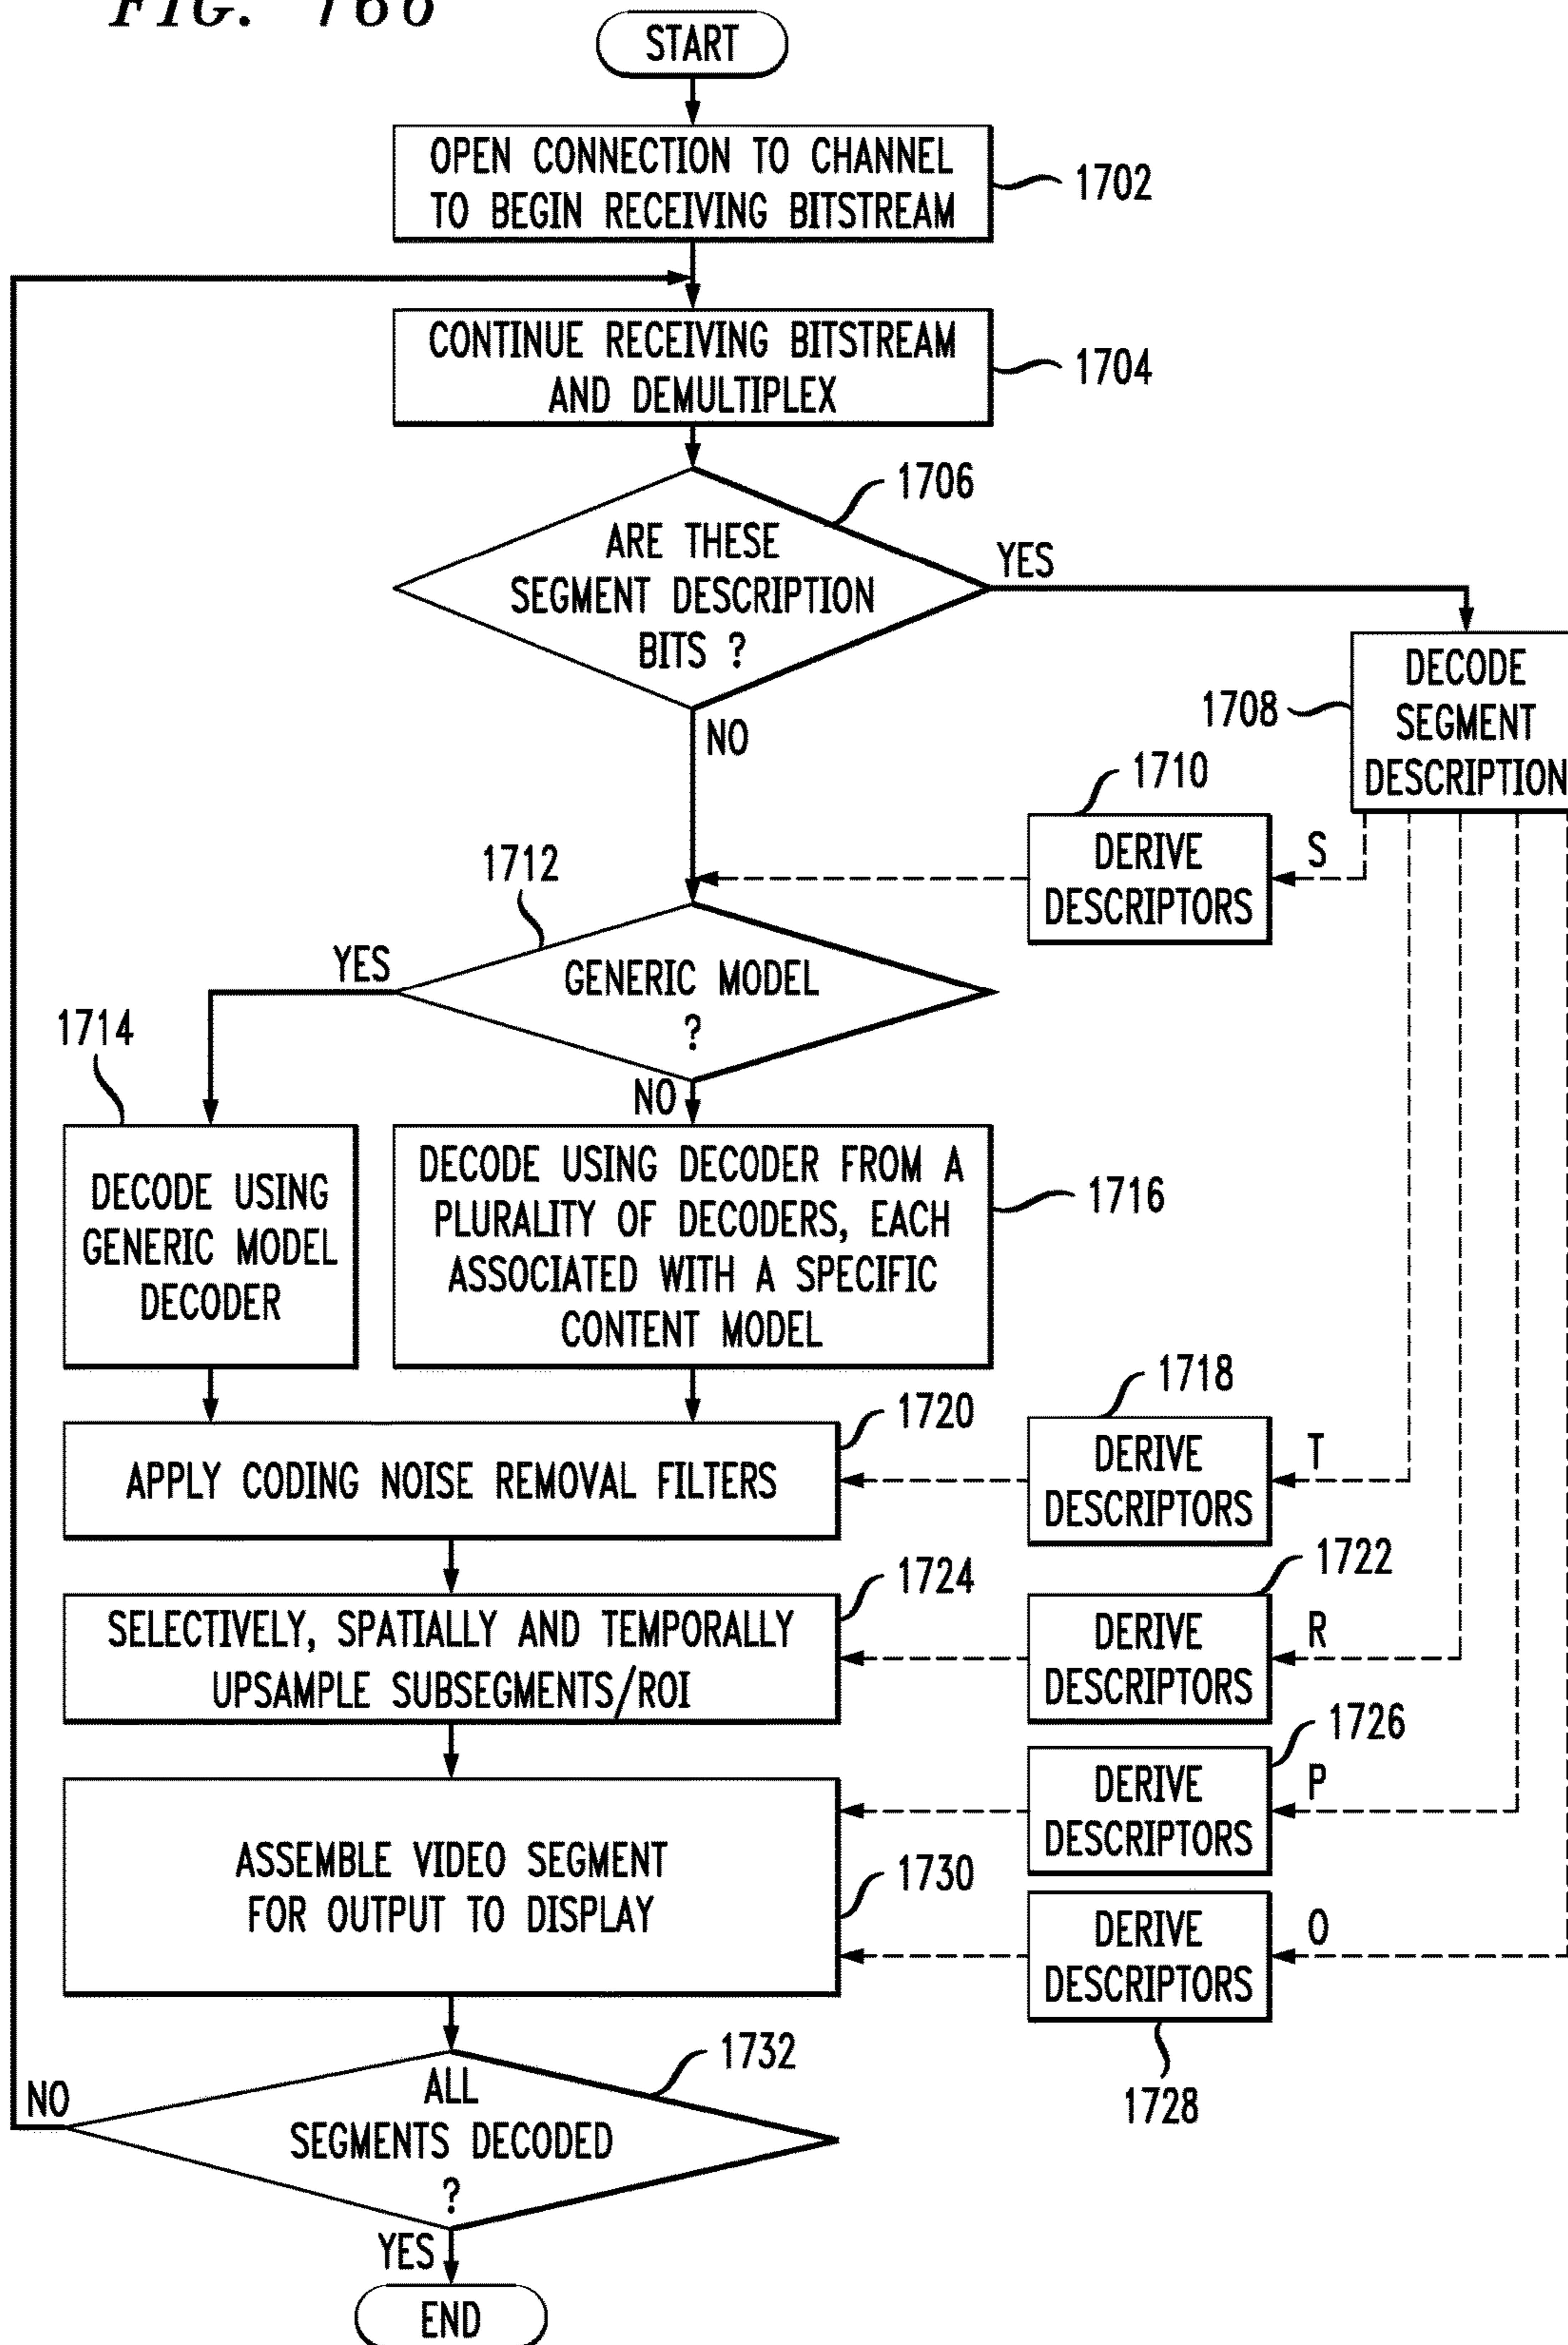 START
OPEN CONNECTION TO CHANNEL
TO BEGIN RECEIVING BITSTREAM
1702
CONTINUE RECEIVING BITSTREAM
AND DEMULTIPLEX
1704
1706
ARE THESE
SEGMENT DESCRIPTION
BITS ?
YES
NO
1708
DECODE
SEGMENT
DESCRIPTION
1710
DERIVE
DESCRIPTORS
S
1712
GENERIC MODEL
?
YES
NO
1714
DECODE USING
GENERIC MODEL
DECODER
DECODE USING DECODER FROM A
PLURALITY OF DECODERS, EACH
ASSOCIATED WITH A SPECIFIC
CONTENT MODEL
1716
1718
DERIVE
DESCRIPTORS
T
1720
APPLY CODING NOISE REMOVAL FILTERS
1722
DERIVE
DESCRIPTORS
R
1724
SELECTIVELY, SPATIALLY AND TEMPORALLY
UPSAMPLE SUBSEGMENTS/ROI
1726
DERIVE
DESCRIPTORS
P
ASSEMBLE VIDEO SEGMENT
FOR OUTPUT TO DISPLAY
1730
DERIVE
DESCRIPTORS
O
1728
1732
ALL
SEGMENTS DECODED
?
NO
YES
END